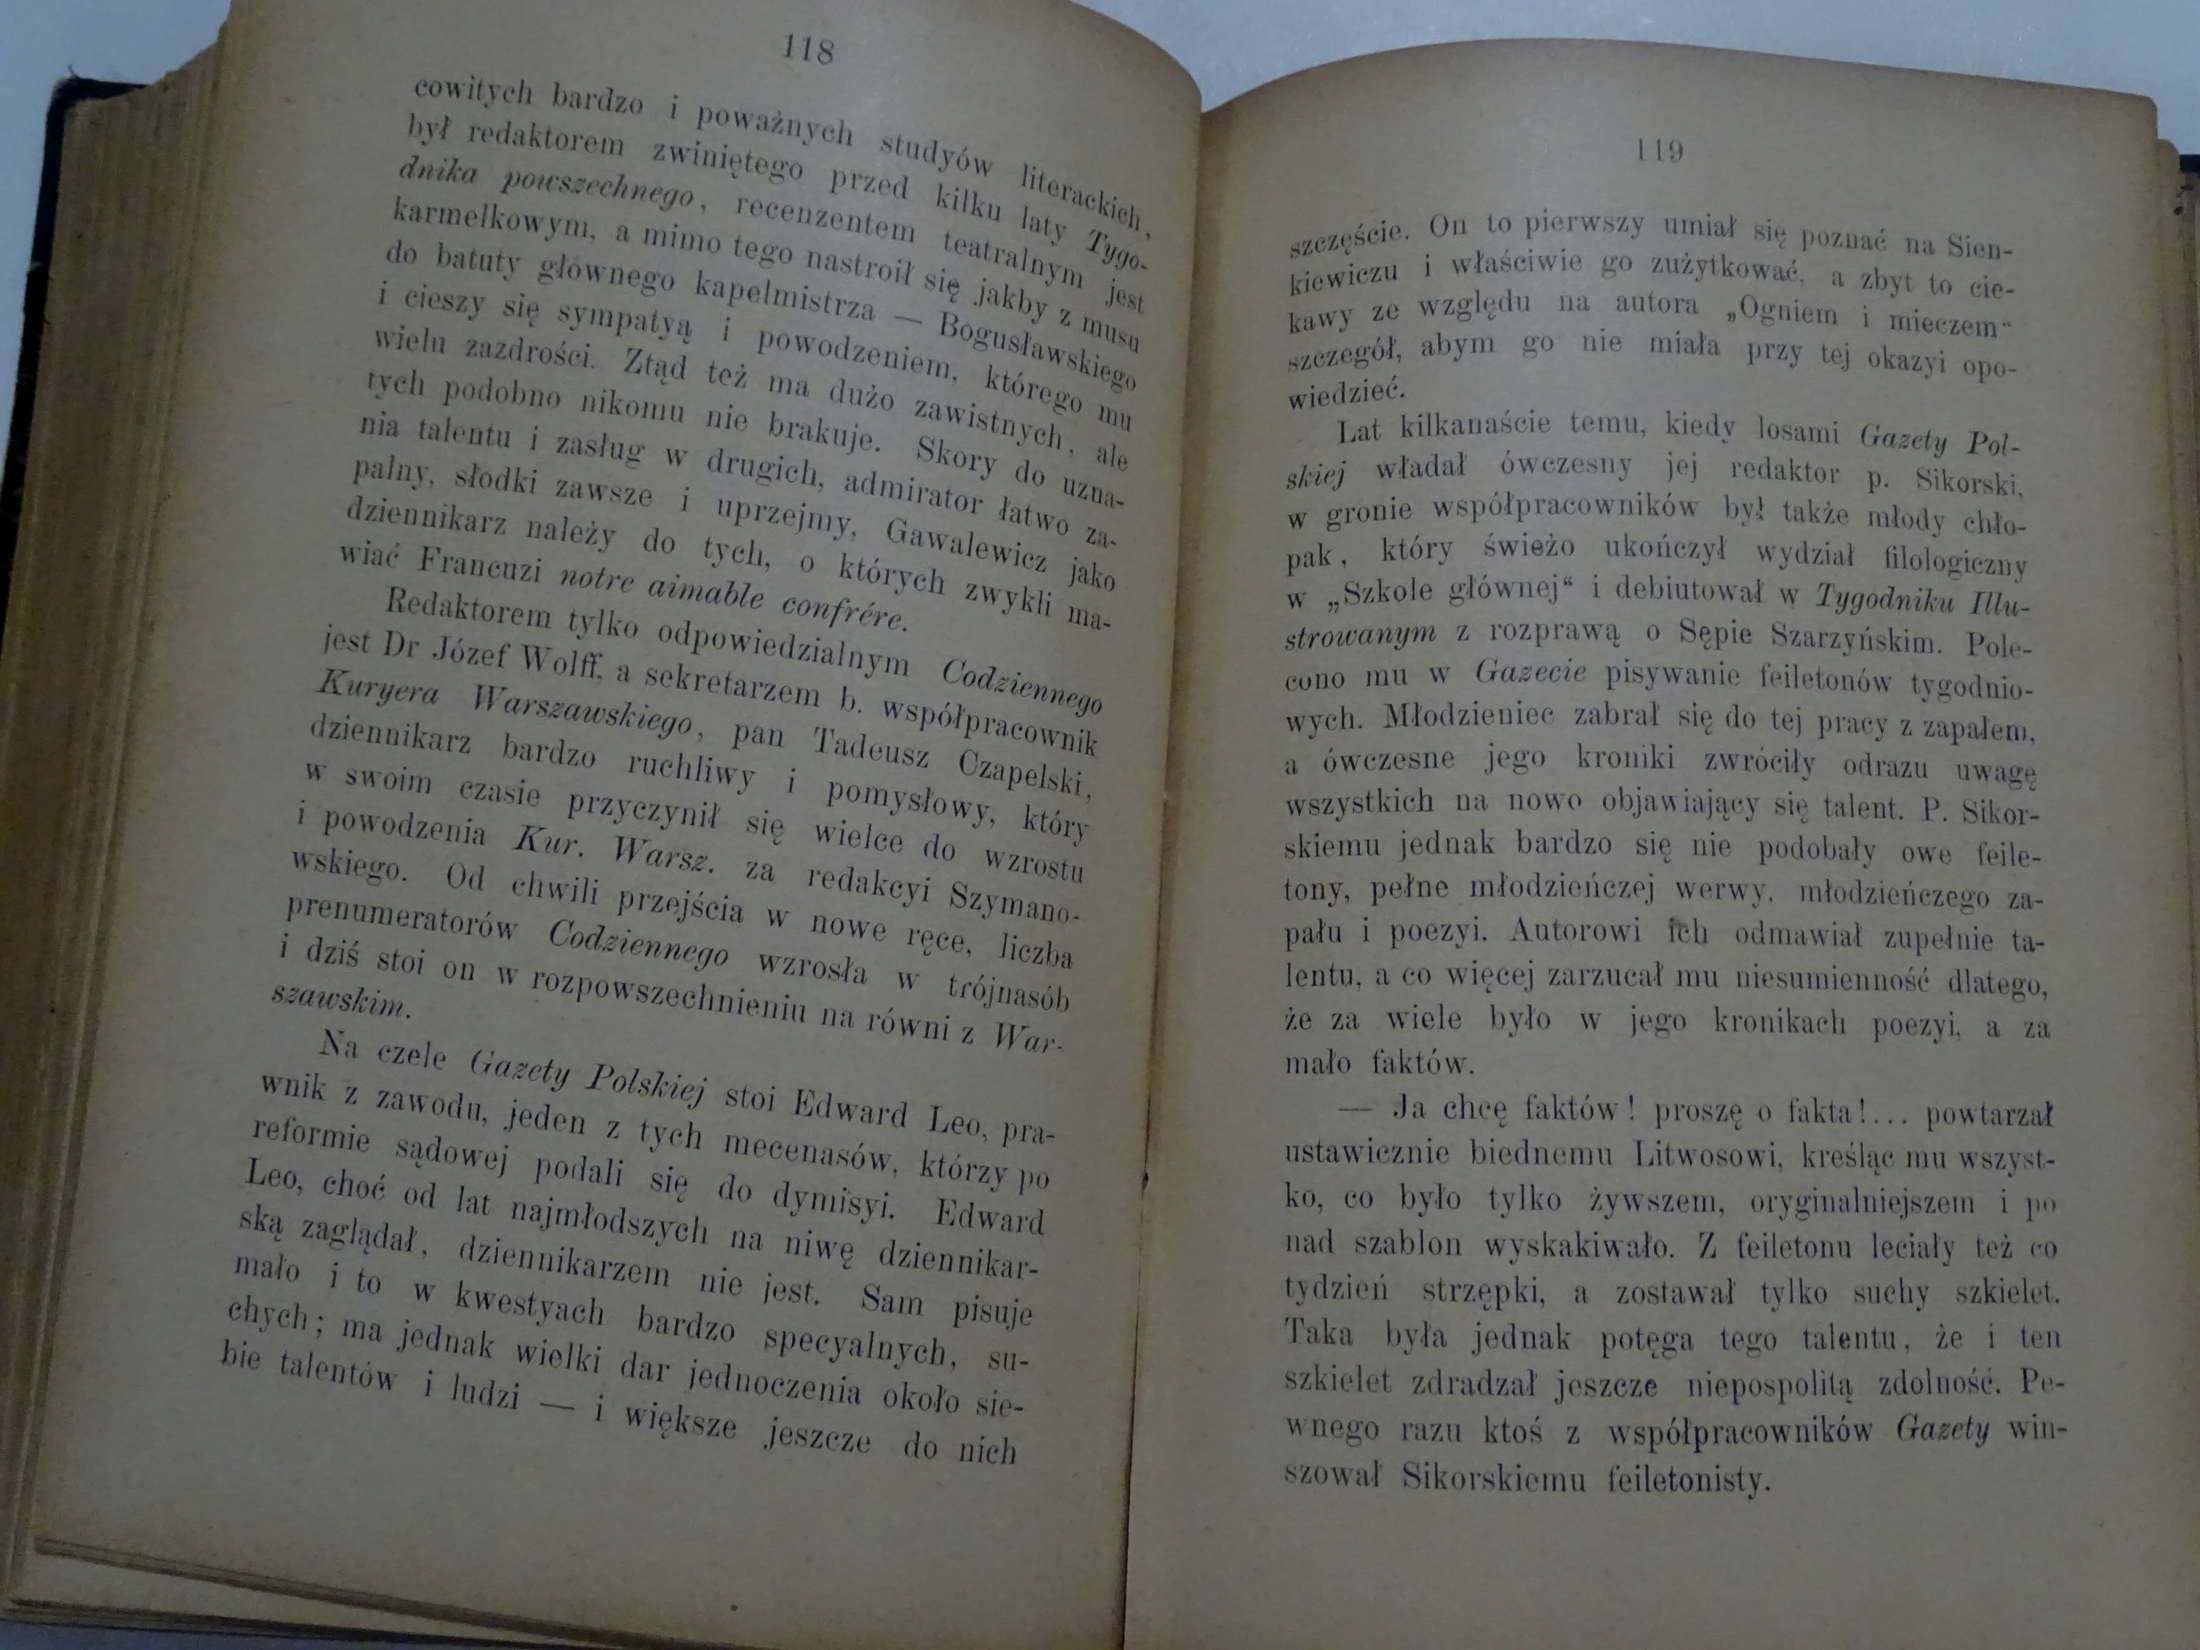 118
cowitych bardzo i poważnych studyów literackich,
był redaktorem zwiniętego przed kilku laty Tygo-
dnika powszechnego, recenzentem teatralnym jest
karmelkowym, a mimo tego nastroił się jakby z musu
do batuty głównego kapelmistrza — Bogusławskiego
i cieszy się sympatyą i powodzeniem, którego mu
wielu zazdrości. Ztąd też ma dużo zawistnych, ale
tych podobno nikomu nie brakuje. Skory do uzna-
nia talentu i zasług w drugich, admirator łatwo za-
palny, słodki zawsze i uprzejmy, Gawalewicz jako
dziennikarz należy do tych, o których zwykli ma-
wiać Francuzi notre aimable confrére.
Redaktorem tylko odpowiedzialnym Codziennego
jest Dr Józef Wolff, a sekretarzem b. współpracownik
Kuryera Warszawskiego, pan Tadeusz Czapelski,
dziennikarz bardzo ruchliwy i pomysłowy, który
w swoim czasie przyczynił się wielce do wzrostu
i powodzenia Kur. Warsz. za redakcyi Szymano-
wskiego. Od chwili przejścia w nowe ręce, liczba
prenumeratorów Codziennego wzrosła w trójnasób
i dziś stoi on w rozpowszechnieniu na równi z War-
szawskim.
Na czele Gazety Polskiej stoi Edward Leo, pra-
wnik z zawodu, jeden z tych mecenasów, którzy po
reformie sądowej podali się do dymisyi. Edward
Leo, choć od lat najmłodszych na niwę dziennikar-
ską zaglądał, dziennikarzem nie jest. Sam pisuje
mało i to w kwestyach bardzo specyalnych, su-
chych; ma jednak wielki dar jednoczenia około sie-
bie talentów i ludzi — i większe jeszcze do nich
119
szczęście. On to pierwszy umiał się poznać na Sien-
kiewiczu i właściwie go zużytkować, a zbyt to cie-
kawy ze względu na autora „Ogniem i mieczem“
szczegół, abym go nie miała przy tej okazyi opo-
wiedzieć.
Lat kilkanaście temu, kiedy losami Gazety Pol-
skiej władał ówczesny jej redaktor p. Sikorski,
w gronie współpracowników był także młody chło-
pak, który świeżo ukończył wydział filologiczny
w „Szkole głównej“ i debiutował w Tygodniku Illu-
strowanym z rozprawą o Sępie Szarzyńskim. Pole-
cono mu w Gazecie pisywanie feiletonów tygodnio-
wych. Młodzieniec zabrał się do tej pracy z zapałem,
a ówczesne jego kroniki zwróciły odrazu uwagę
wszystkich na nowo objawiający się talent. P. Sikor-
skiemu jednak bardzo się nie podobały owe feile-
tony, pełne młodzieńczej werwy, młodzieńczego za-
pału i poezyi. Autorowi ich odmawiał zupełnie ta-
lentu, a co więcej zarzucał mu niesumienność dlatego,
że za wiele było w jego kronikach poezyi, a za
mało faktów.
— Ja chcę faktów! proszę o fakta!... powtarzał
ustawicznie biednemu Litwosowi, kreśląc mu wszyst-
ko, co było tylko żywszem, oryginalniejszem i po
nad szablon wyskakiwało. Z feiletonu leciały też co
tydzień strzępki, a zostawał tylko suchy szkielet.
Taka była jednak potęga tego talentu, że i ten
szkielet zdradzał jeszcze niepospolitą zdolność. Pe-
wnego razu ktoś z współpracowników Gazety win-
szował Sikorskiemu feiletonisty.